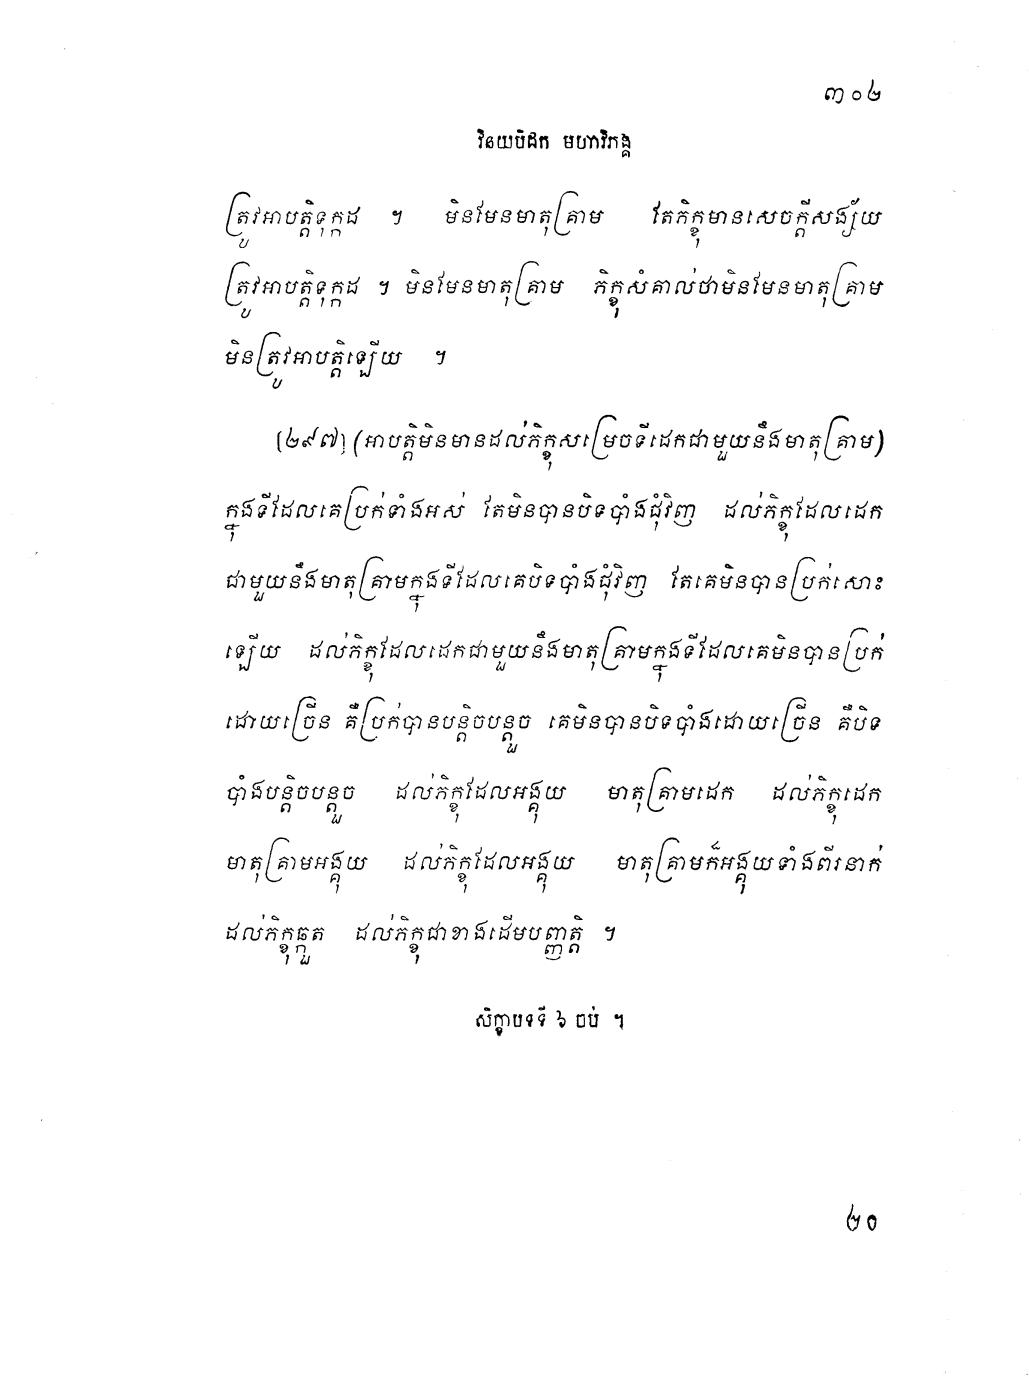 ៣០៤
វិនយបិដក មហាវិភង្គ
ត្រូវអាបត្តិទុក្កដ ។ មិនមែនមាតុគ្រាម តែភិក្ខុមានសេចក្តីសង្ស័យ
ត្រូវអាបត្តិទុក្កដ ។ មិនមែនមាតុគ្រាម ភិក្ខុសំគាល់ថាមិនមែនមាតុគ្រាម
មិនត្រូវអាបត្តិឡើយ ។
[២៩៧] (អាបត្តិមិនមានដល់ភិក្ខុសម្រេចទីដេកជាមួយនឹងមាតុគ្រាម)
ក្នុងទីដែលគេប្រក់ទាំងអស់ តែមិនបានបិទបាំងជុំវិញ ដល់ភិក្ខុដែលដេក
ជាមួយនឹងមាតុគ្រាមក្នុងទីដែលគេបិទបាំងជុំវិញ តែគេមិនបានប្រក់សោះ
ឡើយ ដល់ភិក្ខុដែលដេកជាមួយនឹងមាតុគ្រាមក្នុងទីដែលគេមិនបានប្រក់
ដោយច្រើន គឺប្រក់បានបន្តិចបន្តួច គេមិនបានបិទបាំងដោយច្រើន គឺបិទ
បាំងបន្តិចបន្តួច ដល់ភិក្ខុដែលអង្គុយ មាតុគ្រាមដេក ដល់ភិក្ខុដេក
មាតុគ្រាមអង្គុយ ដល់ភិក្ខុដែលអង្គុយ មាតុគ្រាមក៏អង្គុយទាំងពីរនាក់
ដល់ភិក្ខុឆ្កួត ដល់ភិក្ខុជាខាងដើមបញ្ញត្តិ ។
សិក្ខាបទទី ៦ ចប់ ។
២០